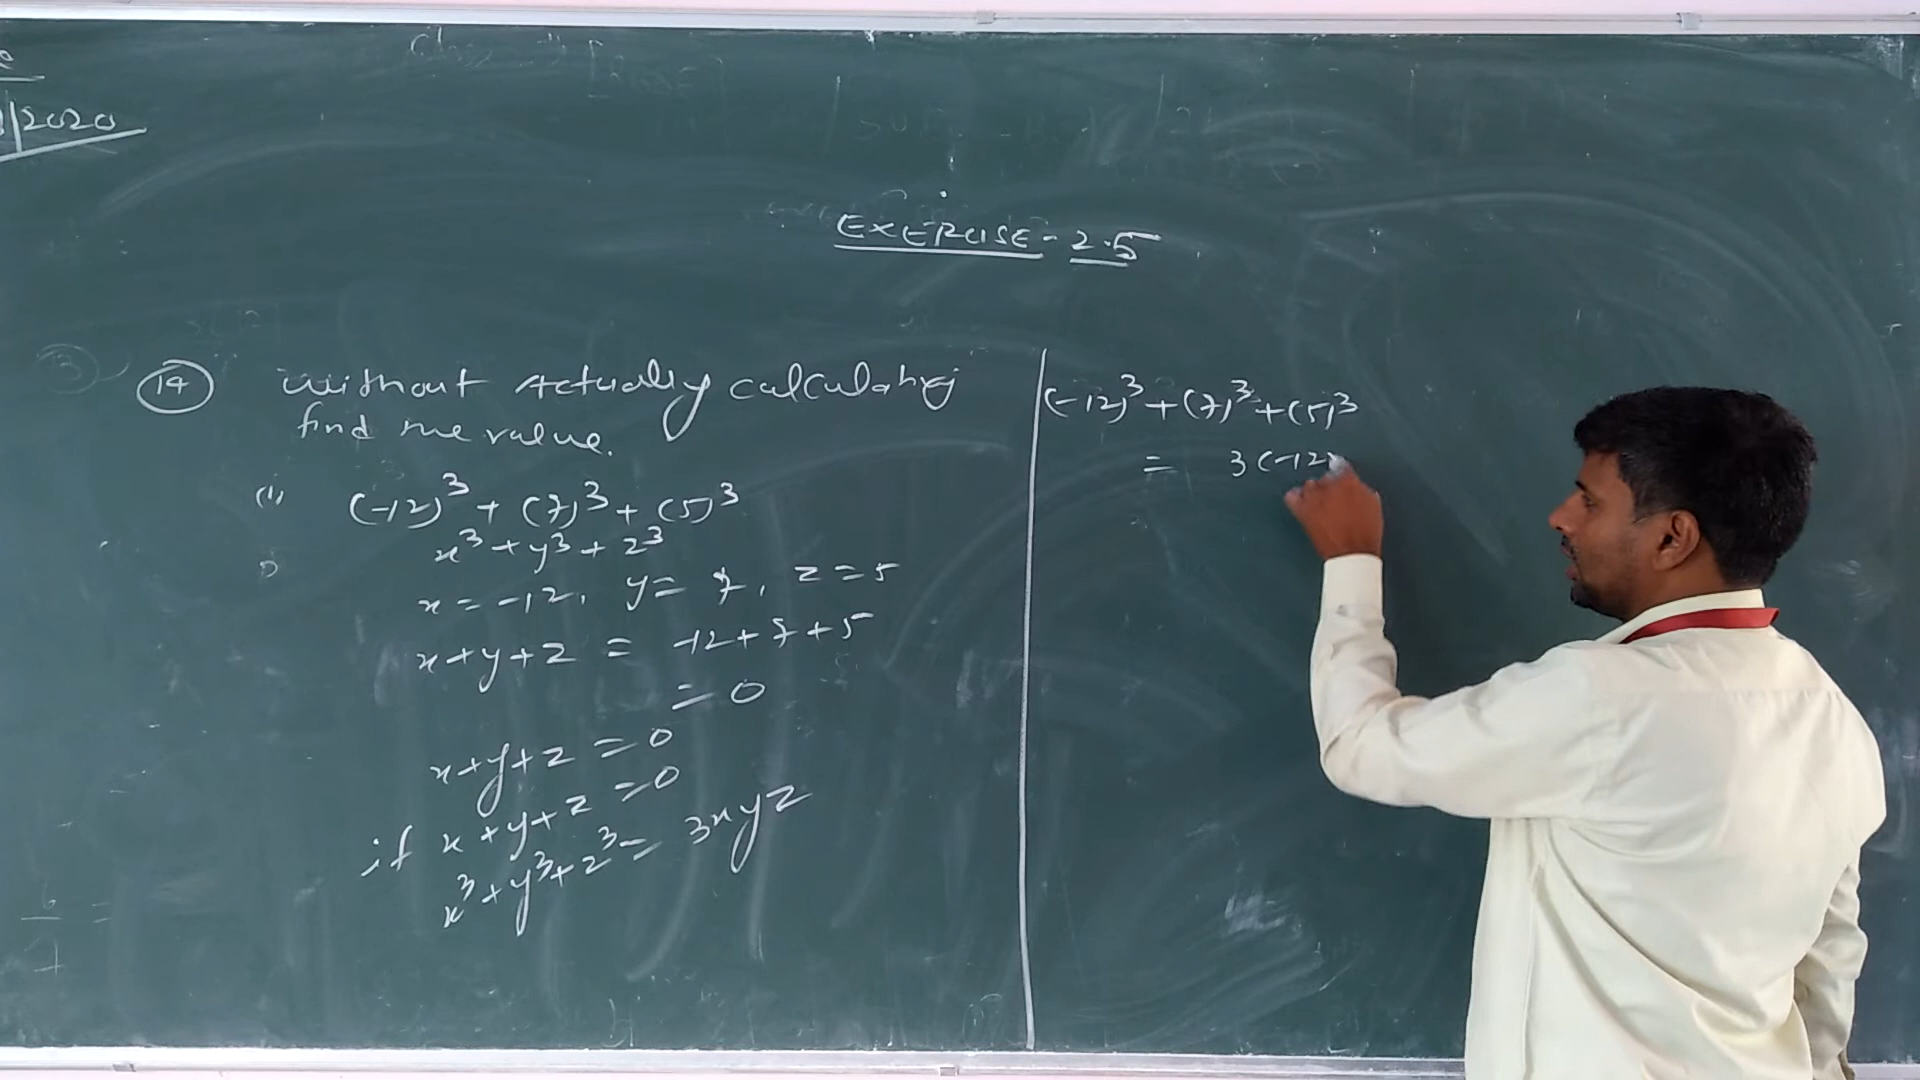 |2020
EXERCISE - 2.5
14 without Actually calculating
find the value.
(i) (-12)³ + (7)³ + (5)³
x³ + y³ + z³
x = -12, y = 7, z = 5
x + y + z = -12 + 7 + 5
= 0
x + y + z = 0
if x + y + z = 0
x³ + y³ + z³ = 3xyz
(-12)³ + (7)³ + (5)³
= 3 (-12)